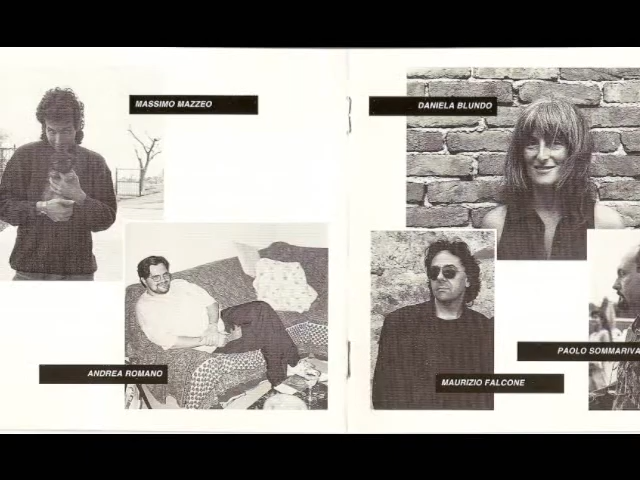 MASSIMO MAZZEO
DANIELA BLUNDO
ANDREA ROMANO
PAOLO SOMMARIVA
MAURIZIO FALCONE